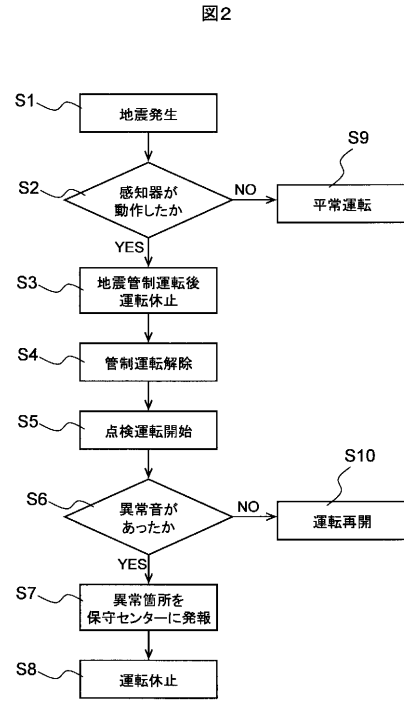 図2
S1
地震発生
S9
S2
感知器が
動作したか
NO
平常運転
YES
S3
地震管制運転後
運転休止
S4
管制運転解除
S5
点検運転開始
S10
S6
異常音が
あったか
NO
運転再開
YES
S7
異常箇所を
保守センターに発報
S8
運転休止